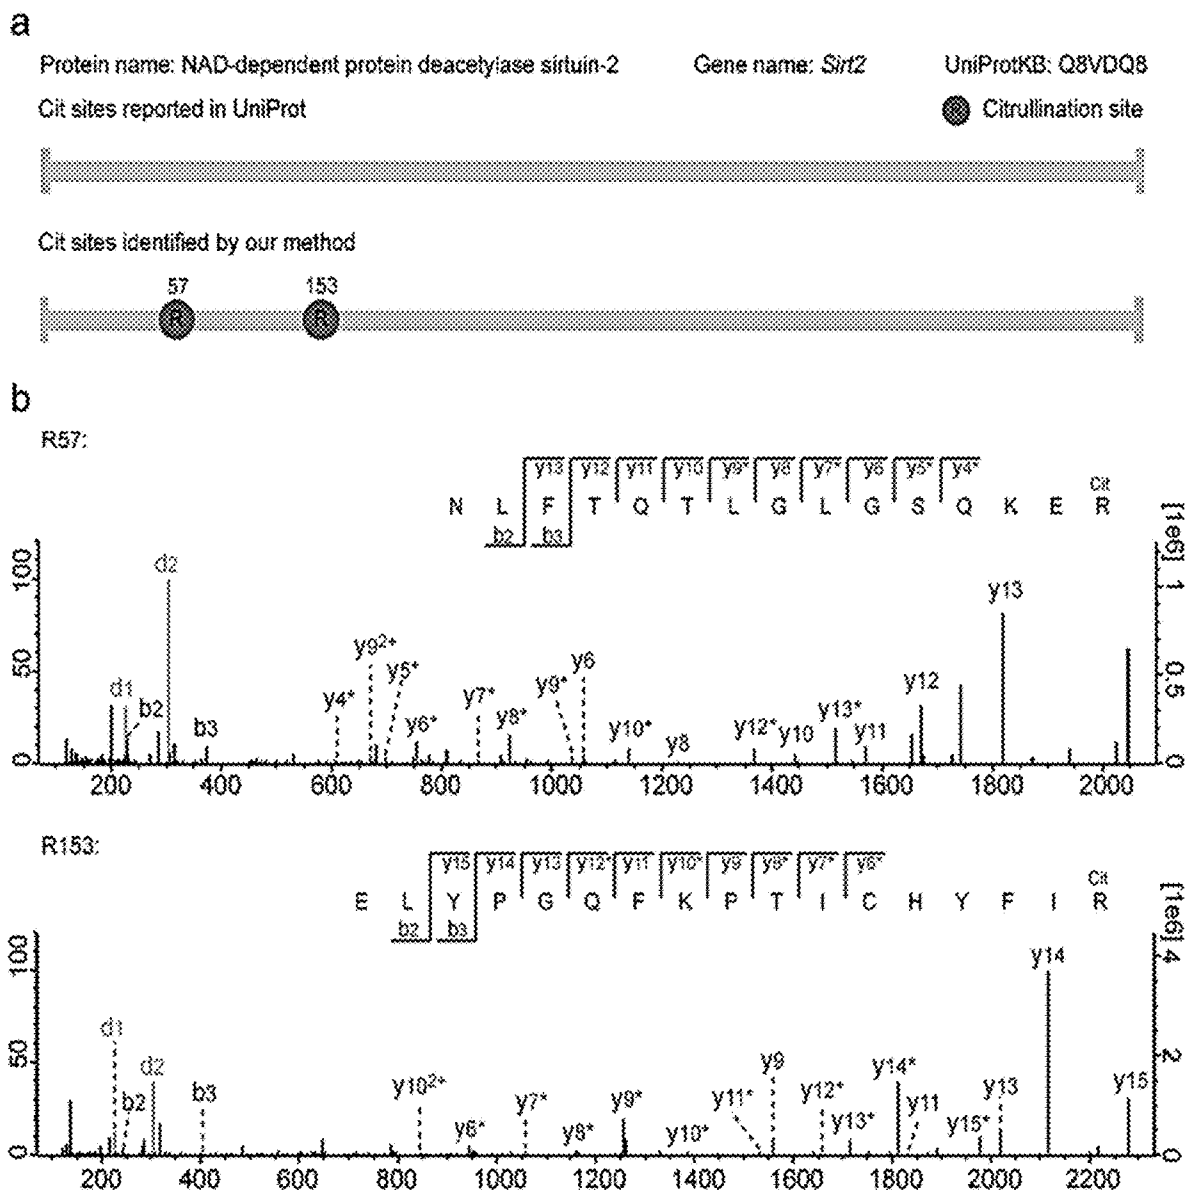 a
Protein name: NAD-dependent protein deacetylase sirtuin-2 Gene name: Sirt2 UniProtKB: Q8VDQ8
Cit sites reported in UniProt R Citrullination site
Cit sites identified by our method
57 153
R R
b
R57:
y13 y12 y11 y10 y9* y8 y7* y6 y5* y4*
Cit
N L F T Q T L G L G S Q K E R
b2 b3
[1e6]
100 50 0
d2 d1 b2 b3 y4* y9²⁺ y5⁺ y6* y7* y8* y9* y6 y10* y8 y12* y10 y13* y11 y12 y13
1 0.5 0
200 400 600 800 1000 1200 1400 1600 1800 2000
R153:
y15 y14 y13 y12* y11 y10* y9 y8* y7* y6*
Cit
E L Y P G Q F K P T I C H Y F I R
b2 b3
[1e6]
100 50 0
d1 b2 d2 b3 y10²⁺ y6* y7* y8* y9* y10* y11* y9 y12* y13* y14* y11 y15* y13 y14 y15
4 2 0
200 400 600 800 1000 1200 1400 1600 1800 2000 2200